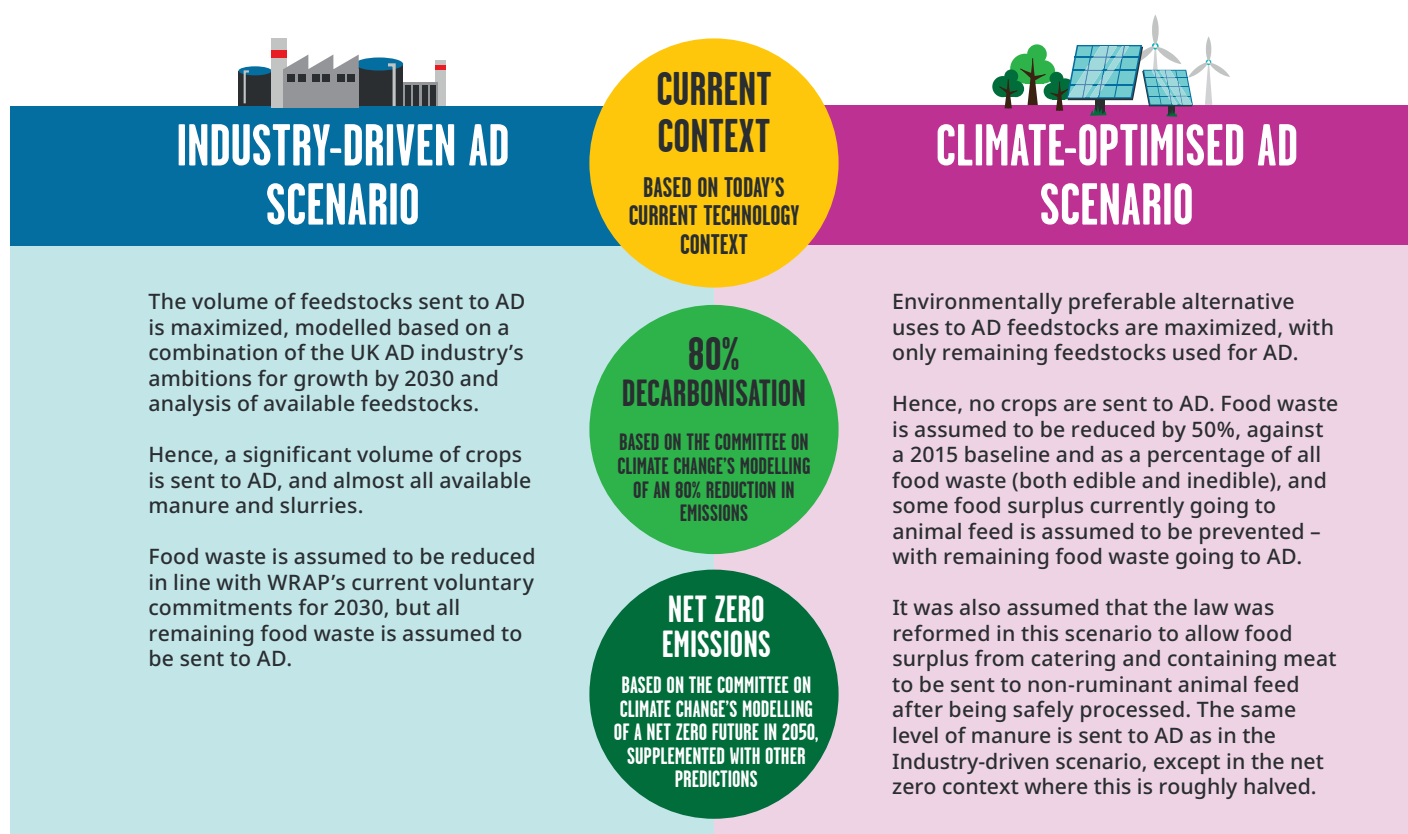 INDUSTRY-DRIVEN AD
SCENARIO
The volume of feedstocks sent to AD
is maximized, modelled based on a
combination of the UK AD industry's
ambitions for growth by 2030 and
analysis of available feedstocks.
Hence, a significant volume of crops
is sent to AD, and almost all available
manure and slurries.
Food waste is assumed to be reduced
in line with WRAP's current voluntary
commitments for 2030, but all
remaining food waste is assumed to
be sent to AD.
CURRENT
CONTEXT
BASED ON TODAY'S
CURRENT TECHNOLOGY
CONTEXT
80%
DECARBONISATION
BASED ON THE COMMITTEE ON
CLIMATE CHANGE'S MODELLING
OF AN 80% REDUCTION IN
EMISSIONS
NET ZERO
EMISSIONS
BASED ON THE COMMITTEE ON
CLIMATE CHANGE'S MODELLING
OF A NET ZERO FUTURE IN 2050,
SUPPLEMENTED WITH OTHER
PREDICTIONS
CLIMATE-OPTIMISED AD
SCENARIO
Environmentally preferable alternative
uses to AD feedstocks are maximized, with
only remaining feedstocks used for AD.
Hence, no crops are sent to AD. Food waste
is assumed to be reduced by 50%, against
a 2015 baseline and as a percentage of all
food waste (both edible and inedible), and
some food surplus currently going to
animal feed is assumed to be prevented –
with remaining food waste going to AD.
It was also assumed that the law was
reformed in this scenario to allow food
surplus from catering and containing meat
to be sent to non-ruminant animal feed
after being safely processed. The same
level of manure is sent to AD as in the
Industry-driven scenario, except in the net
zero context where this is roughly halved.